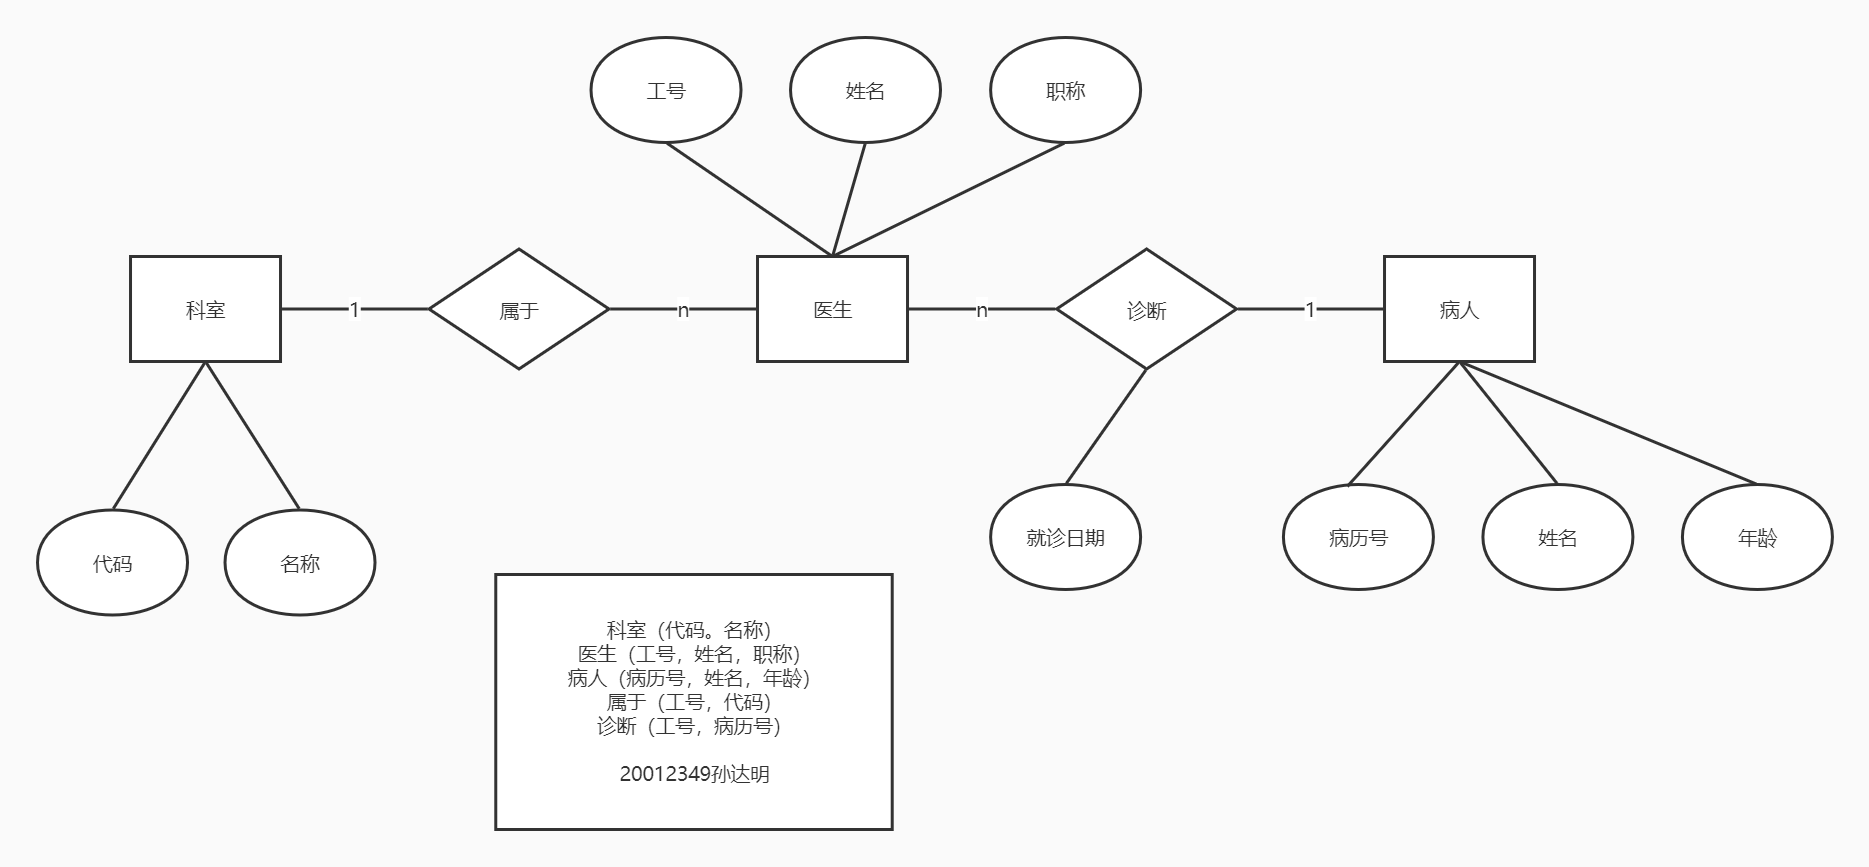 工号
姓名
职称
科室
1
属于
n
医生
n
诊断
1
病人
代码
名称
就诊日期
病历号
姓名
年龄
科室（代码。名称）
医生（工号，姓名，职称）
病人（病历号，姓名，年龄）
属于（工号，代码）
诊断（工号，病历号）
20012349孙达明